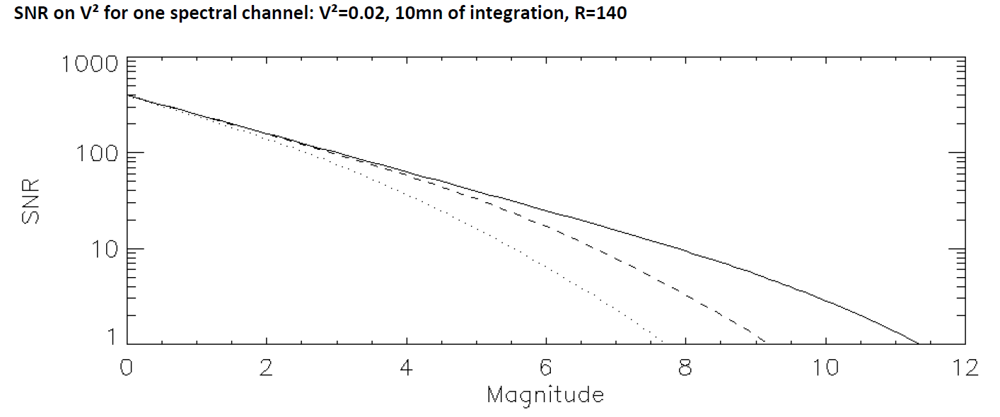 SNR on V² for one spectral channel: V²=0.02, 10mn of integration, R=140
1000
100
10
1
SNR
0 2 4 6 8 10 12
Magnitude